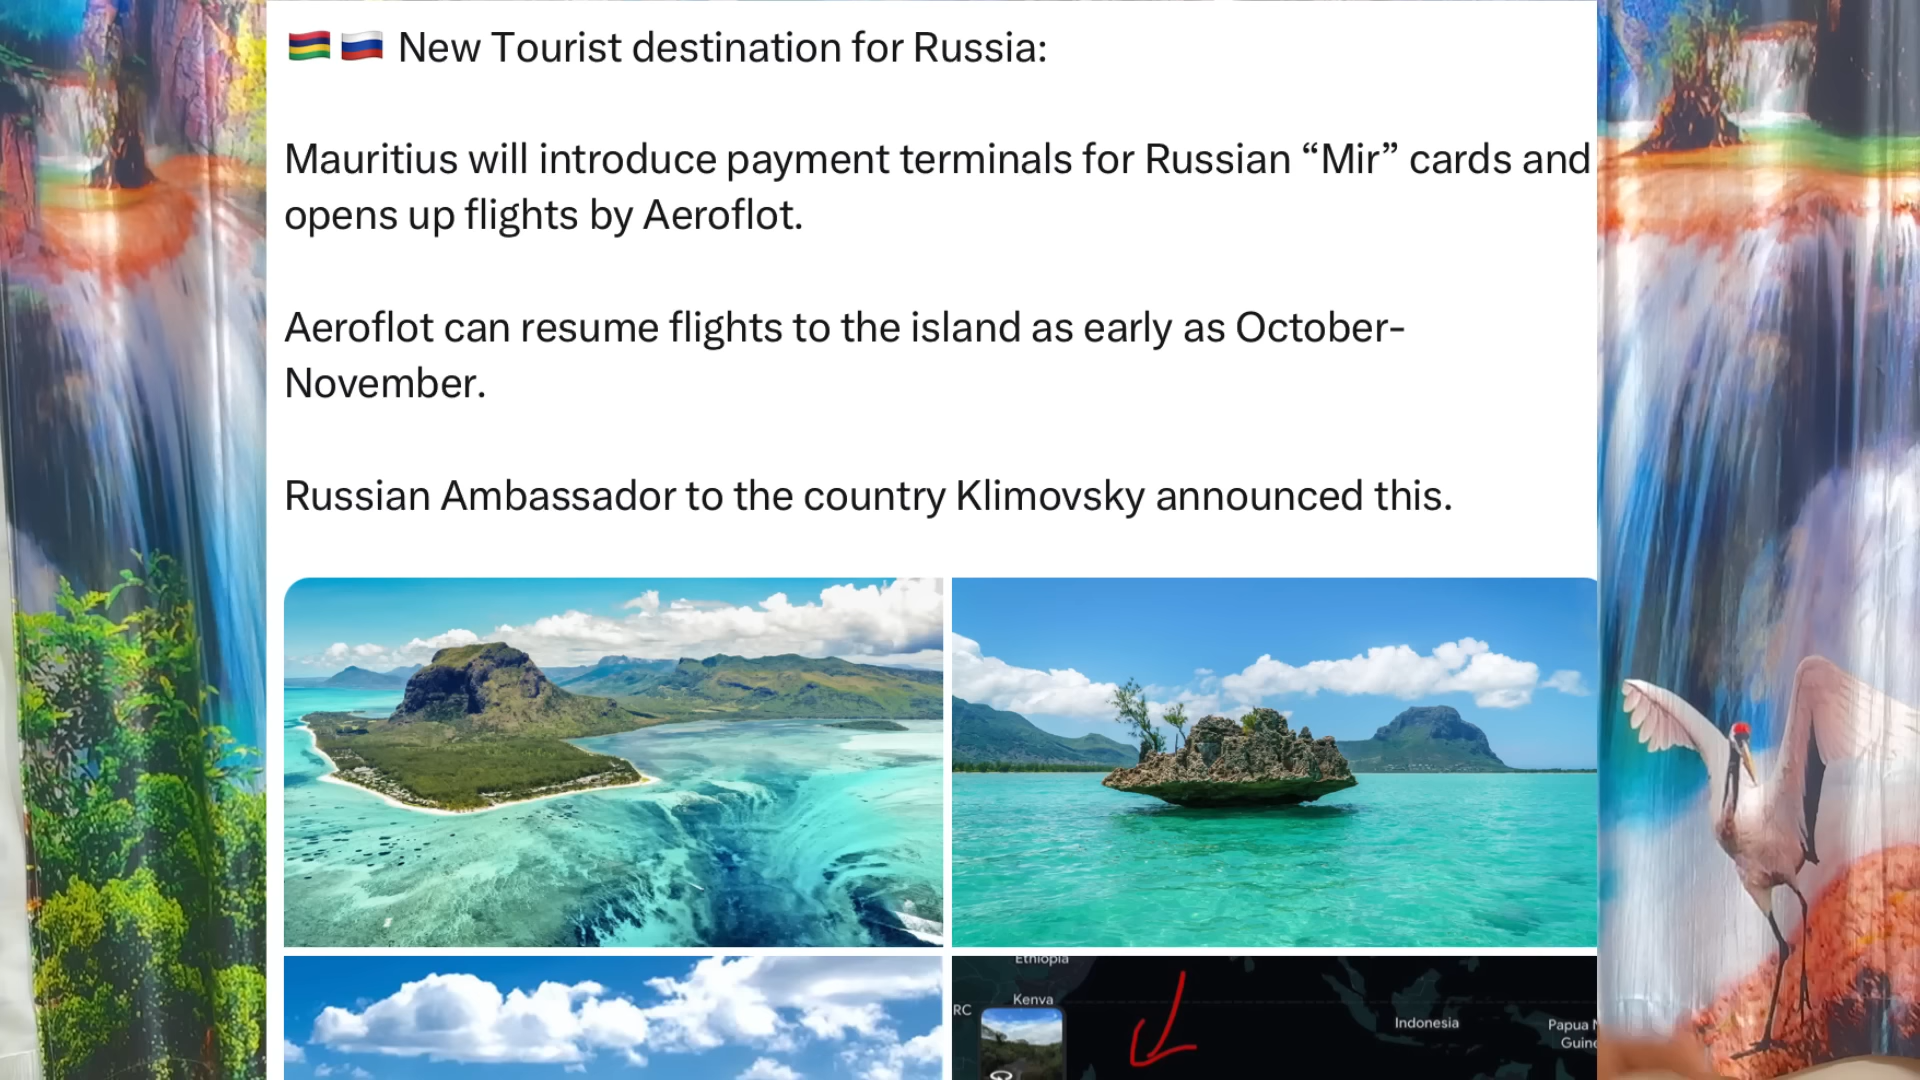 🇲🇺🇷🇺 New Tourist destination for Russia:
Mauritius will introduce payment terminals for Russian “Mir” cards and
opens up flights by Aeroflot.
Aeroflot can resume flights to the island as early as October-
November.
Russian Ambassador to the country Klimovsky announced this.
Ethiopia
Kenya
RC
Indonesia
Papua N
Guine